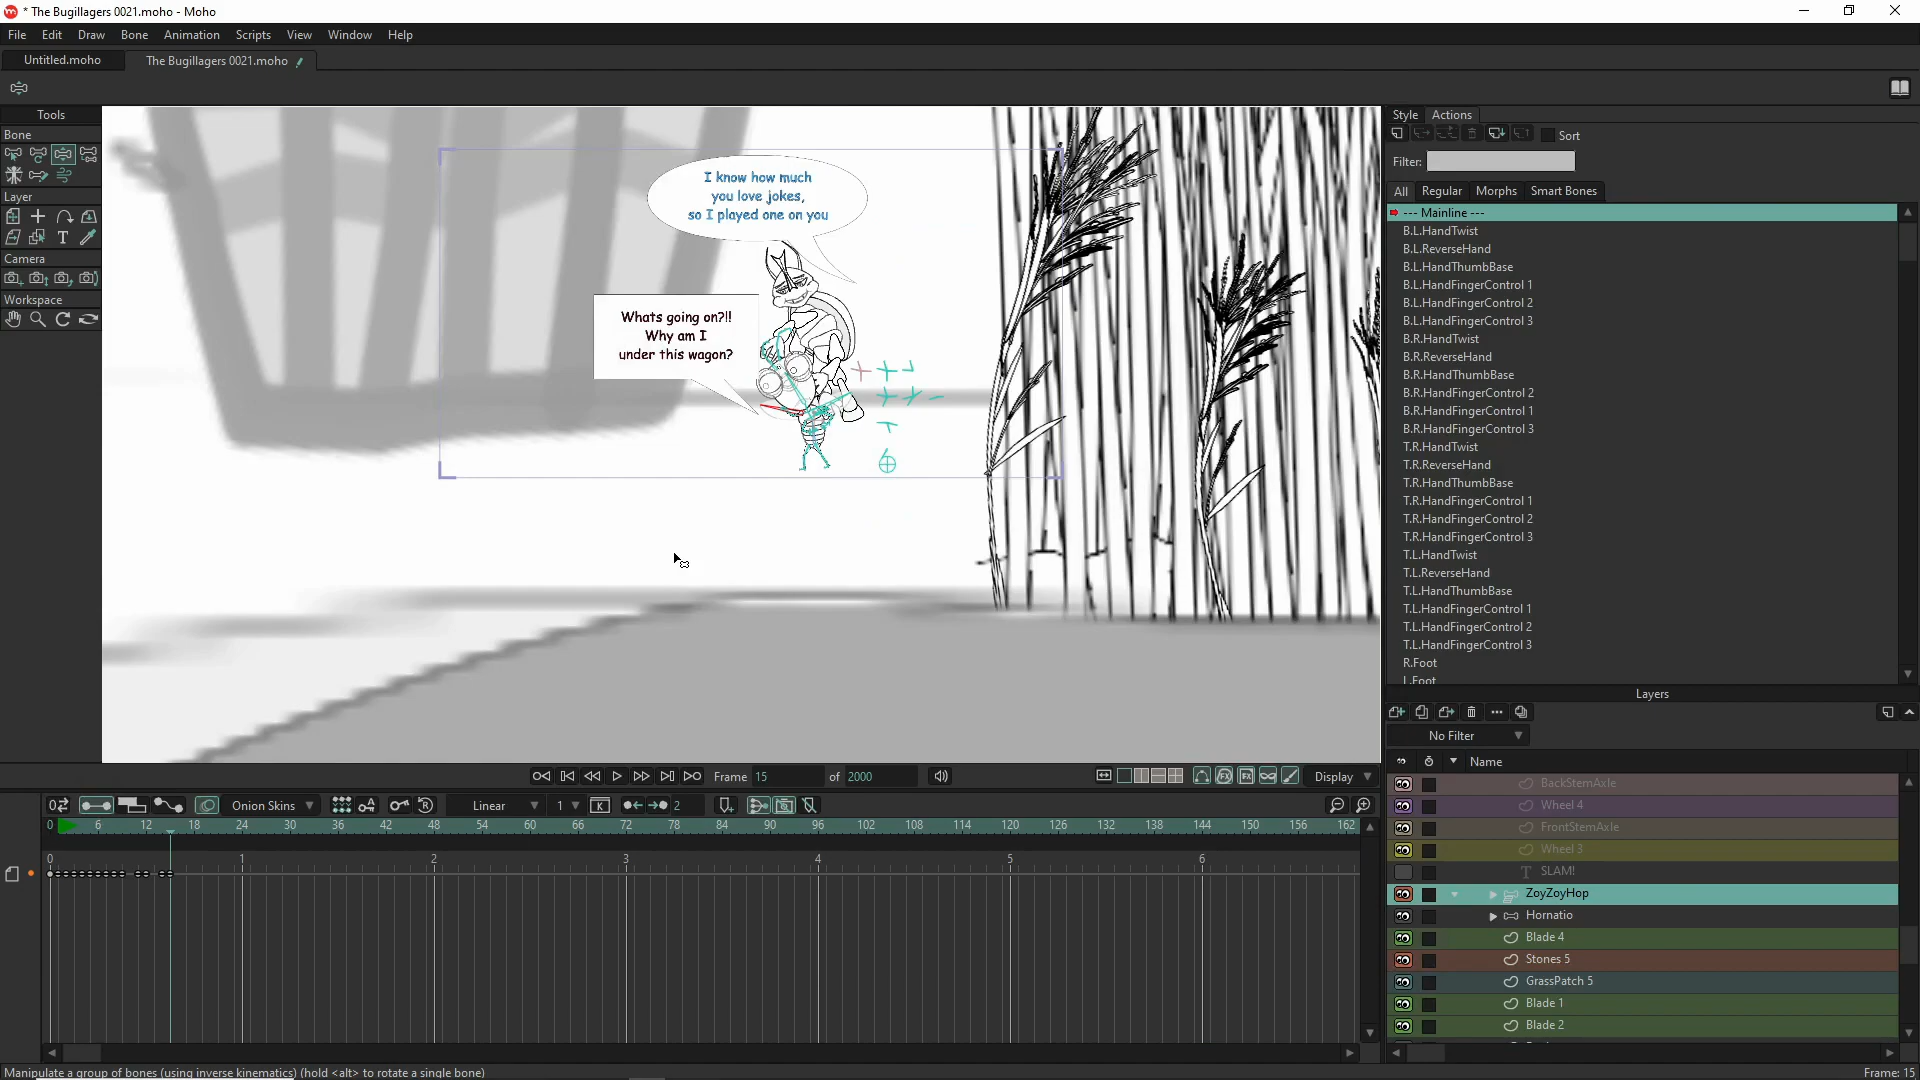 * The Bugillagers 0021.moho - Moho
File Edit Draw Bone Animation Scripts View Window Help
Untitled.moho The Bugillagers 0021.moho
Tools
Bone
Layer
T
Camera
Workspace
I know how much
you love jokes,
so I played one on you
Whats going on?!!
Why am I
under this wagon?
Style Actions
Sort
Filter:
All Regular Morphs Smart Bones
--- Mainline ---
B.L.HandTwist
B.L.ReverseHand
B.L.HandThumbBase
B.L.HandFingerControl 1
B.L.HandFingerControl 2
B.L.HandFingerControl 3
B.R.HandTwist
B.R.ReverseHand
B.R.HandThumbBase
B.R.HandFingerControl 2
B.R.HandFingerControl 1
B.R.HandFingerControl 3
T.R.HandTwist
T.R.ReverseHand
T.R.HandThumbBase
T.R.HandFingerControl 1
T.R.HandFingerControl 2
T.R.HandFingerControl 3
T.L.HandTwist
T.L.ReverseHand
T.L.HandThumbBase
T.L.HandFingerControl 1
T.L.HandFingerControl 2
T.L.HandFingerControl 3
R.Foot
L.Foot
Layers
No Filter
Name
BackStemAxle
Wheel 4
FrontStemAxle
Wheel 3
T SLAM!
ZoyZoyHop
Hornatio
Blade 4
Stones 5
GrassPatch 5
Blade 1
Blade 2
Frame 15 of 2000 Display
Onion Skins Linear 1 K 2
0 6 12 18 24 30 36 42 48 54 60 66 72 78 84 90 96 102 108 114 120 126 132 138 144 150 156 162
0 1 2 3 4 5 6
Manipulate a group of bones (using inverse kinematics) (hold <alt> to rotate a single bone) Frame: 15